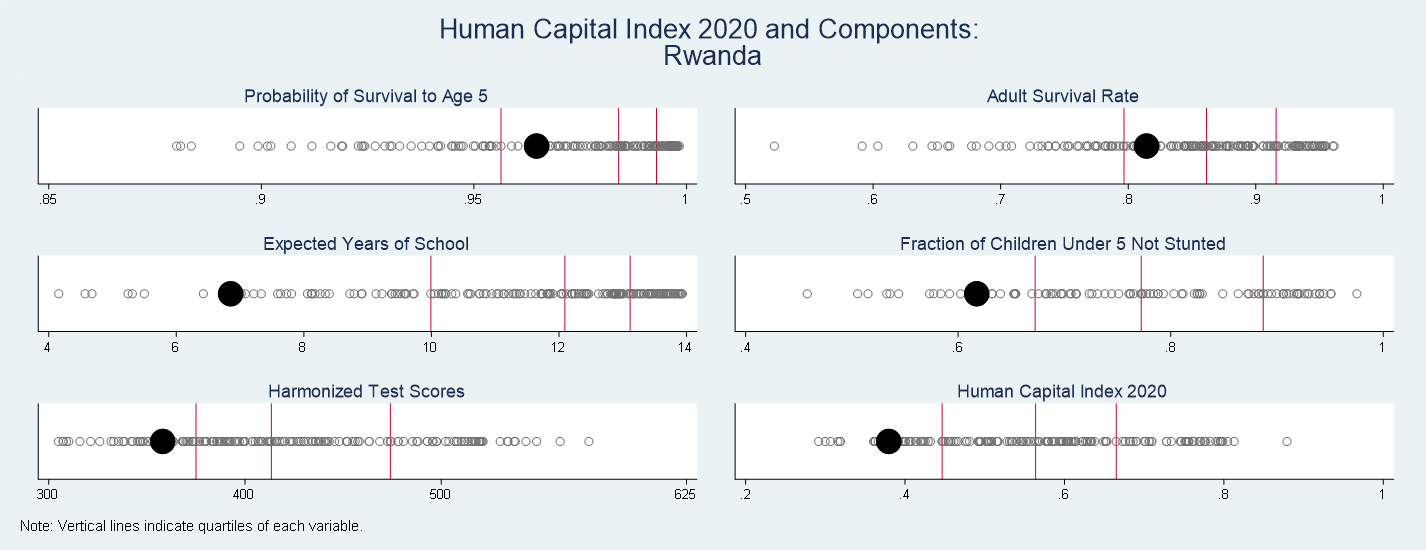 Human Capital Index 2020 and Components:
Rwanda
Probability of Survival to Age 5
.85 .9 .95 1
Adult Survival Rate
.5 .6 .7 .8 .9 1
Expected Years of School
4 6 8 10 12 14
Fraction of Children Under 5 Not Stunted
.4 .6 .8 1
Harmonized Test Scores
300 400 500 625
Human Capital Index 2020
.2 .4 .6 .8 1
Note: Vertical lines indicate quartiles of each variable.